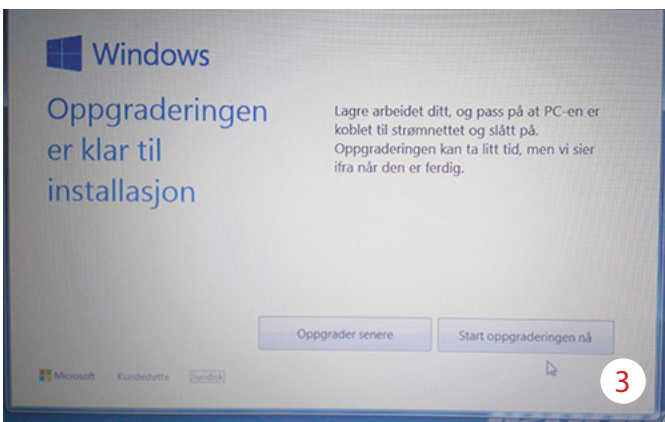 Windows
Oppgraderingen
er klar til
installasjon
Lagre arbeidet ditt, og pass på at PC-en er
koblet til strømnettet og slått på.
Oppgraderingen kan ta litt tid, men vi sier
ifra når den er ferdig.
Oppgrader senere
Start oppgraderingen nå
Microsoft
Kundestøtte
Juridisk
3